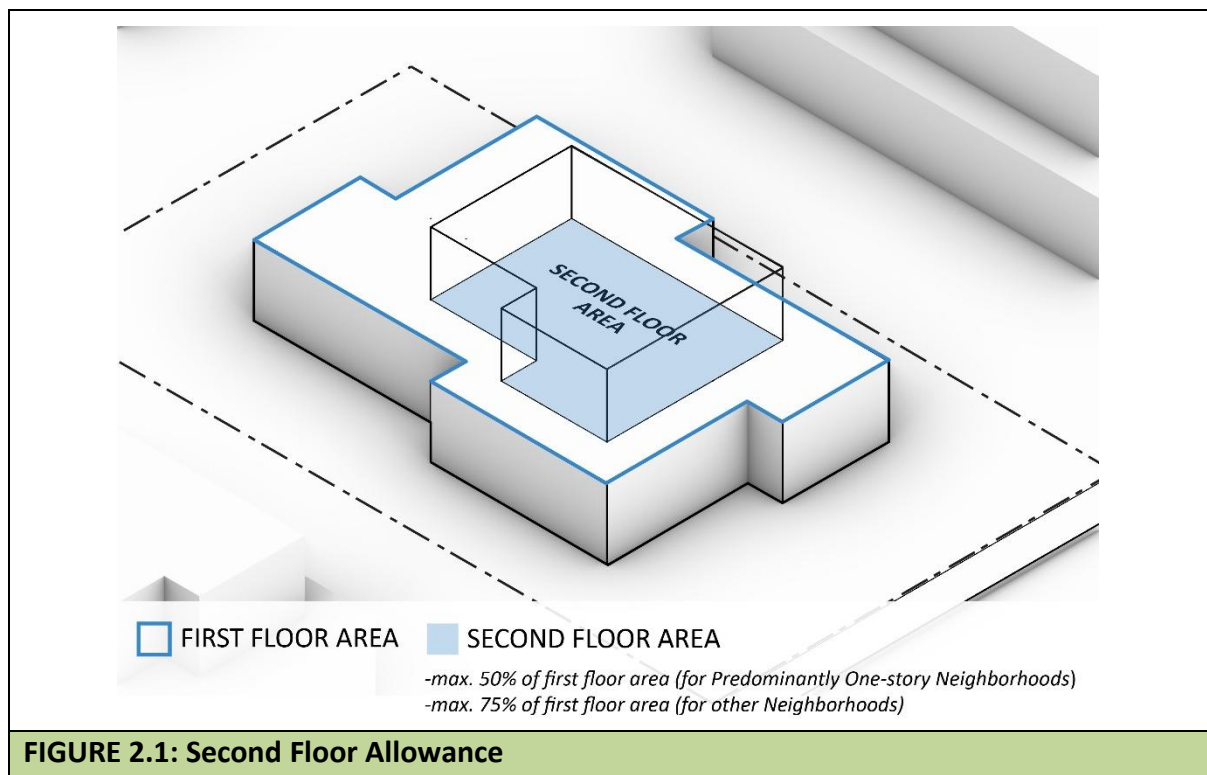 SECOND FLOOR
AREA
FIRST FLOOR AREA
SECOND FLOOR AREA
-max. 50% of first floor area (for Predominantly One-story Neighborhoods)
-max. 75% of first floor area (for other Neighborhoods)
FIGURE 2.1: Second Floor Allowance